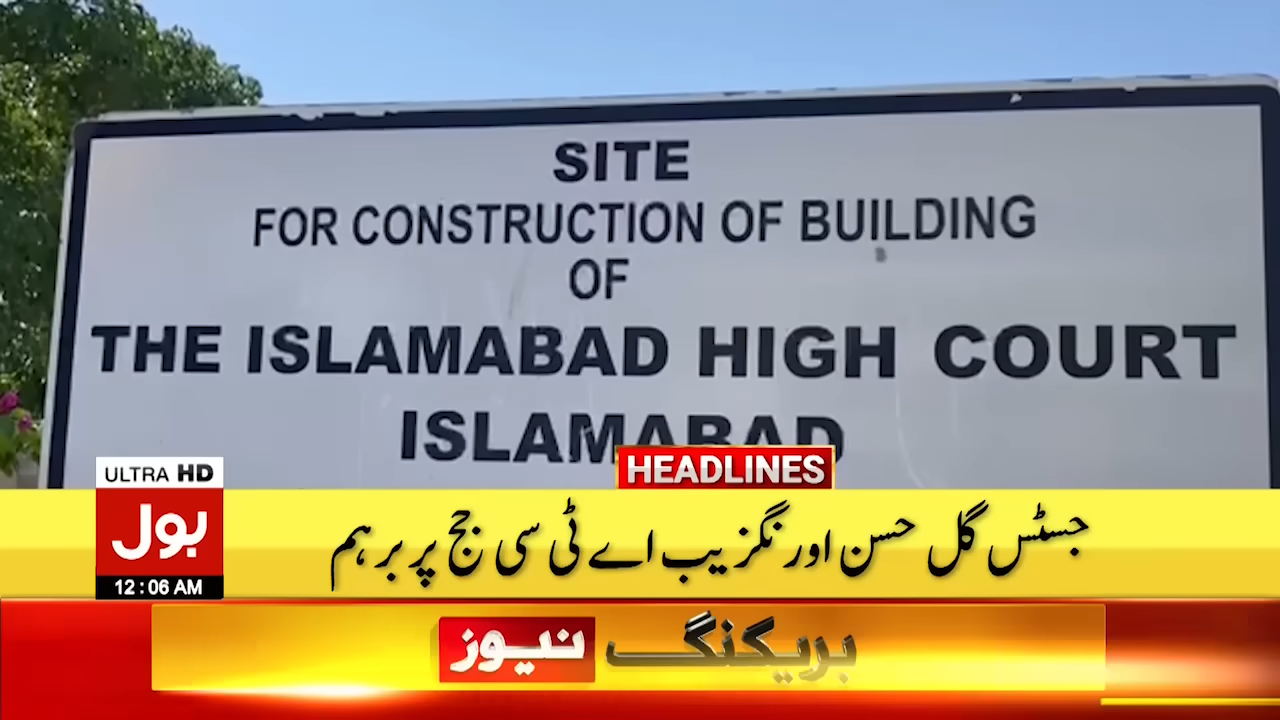 SITE
FOR CONSTRUCTION OF BUILDING
OF
THE ISLAMABAD HIGH COURT
ISLAMABAD
HEADLINES
ULTRA HD
بول
12:06 AM
جسٹس گل حسن اورنگزیب اے ٹی سی جج پر برہم
بریکنگ نیوز